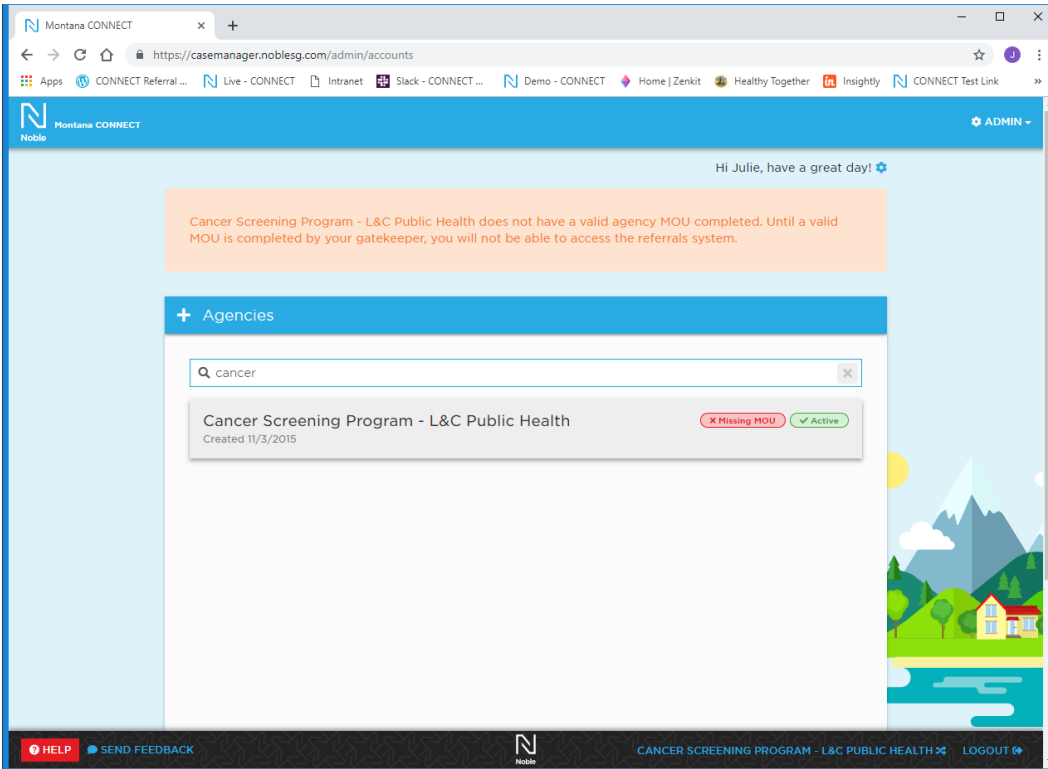 Montana CONNECT
https://casemanager.noblesg.com/admin/accounts
J
Apps CONNECT Referral ... Live - CONNECT Intranet Slack - CONNECT ... Demo - CONNECT Home | Zenkit Healthy Together in. Insightly CONNECT Test Link »
Noble Montana CONNECT ADMIN
Hi Julie, have a great day!
Cancer Screening Program - L&C Public Health does not have a valid agency MOU completed. Until a valid
MOU is completed by your gatekeeper, you will not be able to access the referrals system.
Agencies
cancer
Cancer Screening Program - L&C Public Health Missing MOU Active
Created 11/3/2015
HELP SEND FEEDBACK Noble CANCER SCREENING PROGRAM - L&C PUBLIC HEALTH LOGOUT